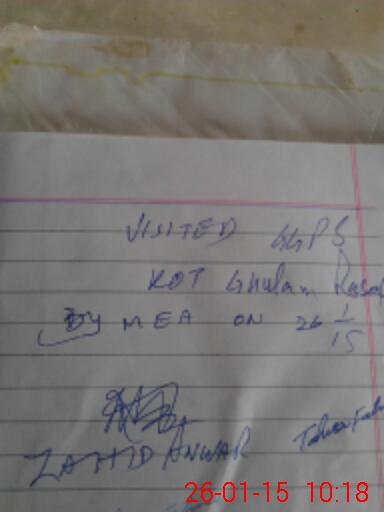 VISITED GGPS
KOT Ghulam Rasool
By MEA ON 26 1/15
ZAHID ANWAR
26-01-15 10:18